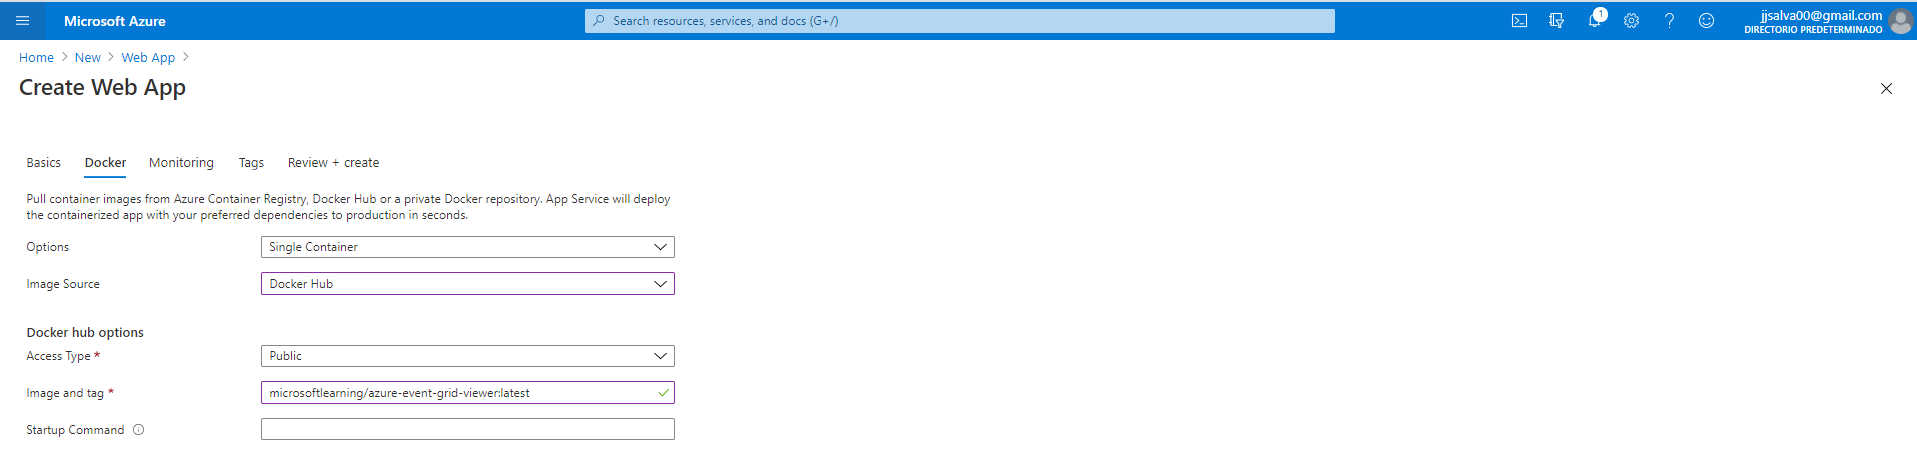 Microsoft Azure
Search resources, services, and docs (G+/)
1
jjsalva00@gmail.com
DIRECTORIO PREDETERMINADO
Home > New > Web App >
Create Web App
Basics Docker Monitoring Tags Review + create
Pull container images from Azure Container Registry, Docker Hub or a private Docker repository. App Service will deploy
the containerized app with your preferred dependencies to production in seconds.
Options Single Container
Image Source Docker Hub
Docker hub options
Access Type * Public
Image and tag * microsoftlearning/azure-event-grid-viewer:latest
Startup Command